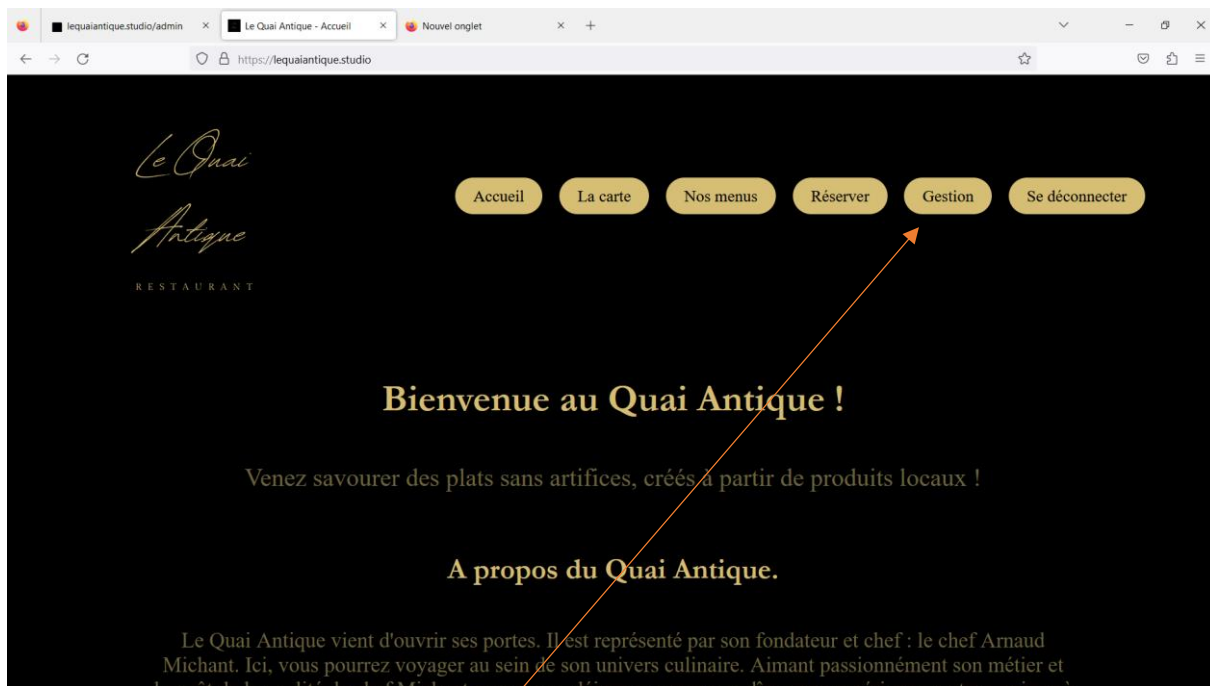 lequaiantique.studio/admin
Le Quai Antique - Accueil
Nouvel onglet
https://lequaiantique.studio
Le Quai
Antique
RESTAURANT
Accueil
La carte
Nos menus
Réserver
Gestion
Se déconnecter
Bienvenue au Quai Antique !
Venez savourer des plats sans artifices, créés à partir de produits locaux !
A propos du Quai Antique.
Le Quai Antique vient d'ouvrir ses portes. Il est représenté par son fondateur et chef : le chef Arnaud
Michant. Ici, vous pourrez voyager au sein de son univers culinaire. Aimant passionnément son métier et